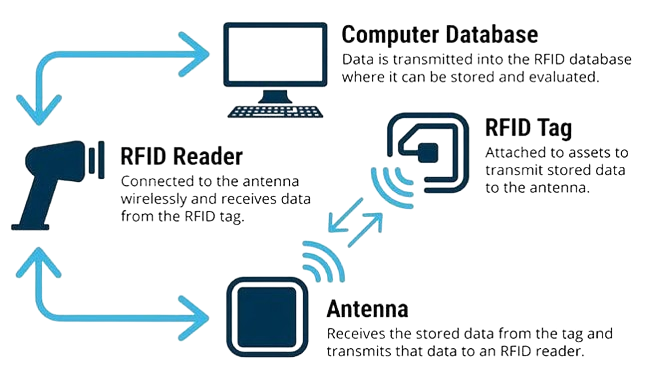 Computer Database
Data is transmitted into the RFID database
where it can be stored and evaluated.
RFID Tag
Attached to assets to
transmit stored data
to the antenna.
RFID Reader
Connected to the antenna
wirelessly and receives data
from the RFID tag.
Antenna
Receives the stored data from the tag and
transmits that data to an RFID reader.